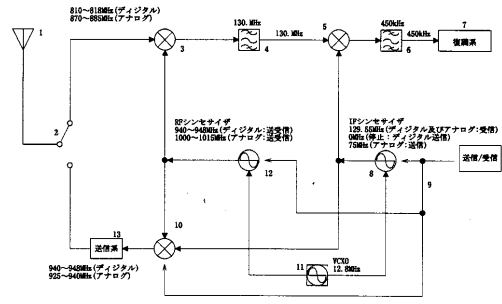 810～818MHz(ディジタル)
870～885MHz(アナログ)
1
130.MHz
130.MHz
3
4
5
450kHz
450kHz
6
7
復調系
2
RFシンセサイザ
940～948MHz(ディジタル:送受信)
1000～1015MHz(アナログ:送受信)
12
IFシンセサイザ
129.55MHz(ディジタル及びアナログ:受信)
0MHz(停止:ディジタル送信)
75MHz(アナログ:送信)
8
9
送信/受信
10
13
送信系
940～948MHz(ディジタル)
925～940MHz(アナログ)
11
VCXO
12.8MHz